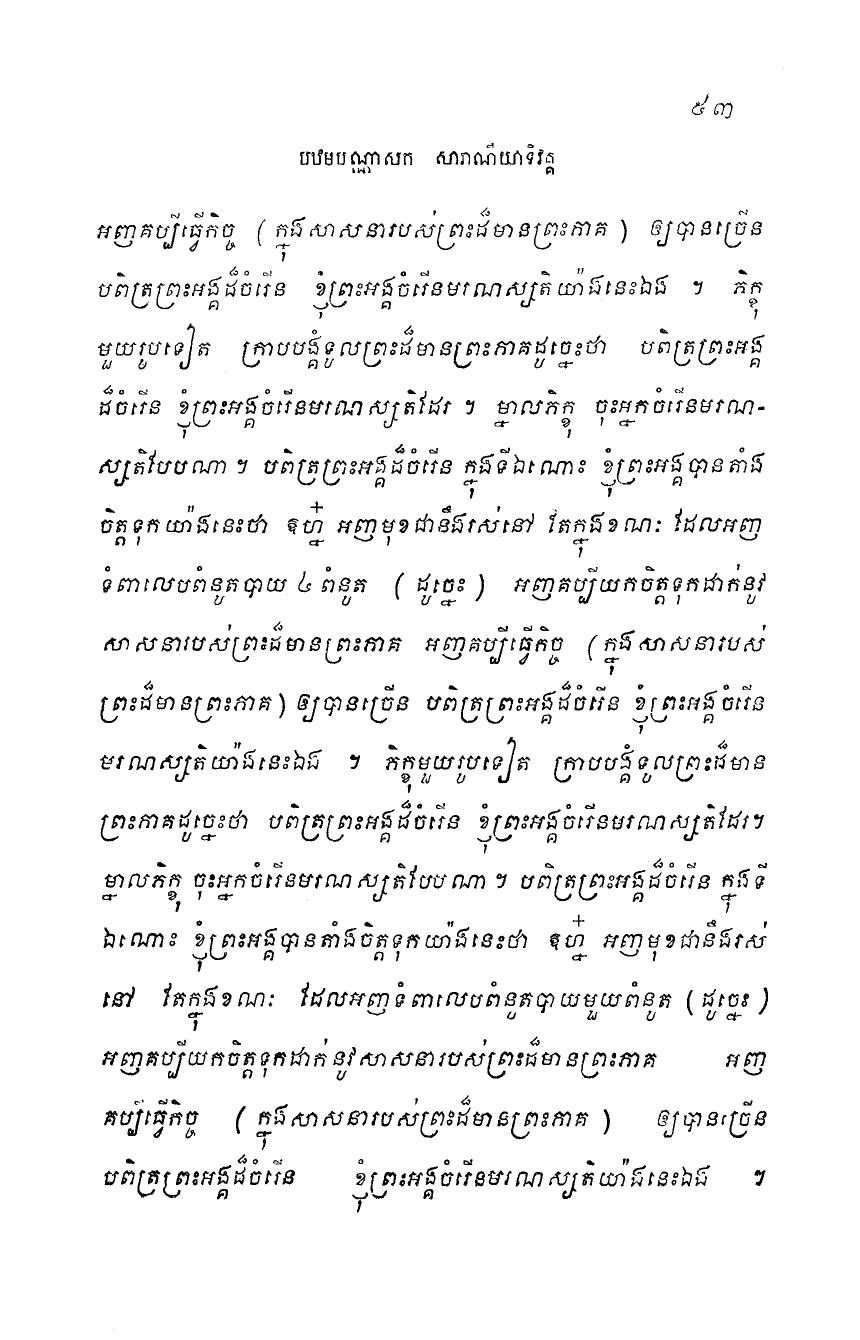 ៥៣
បឋមបណ្ណាសក សារាណីយាទិវគ្គ
អញគប្បីធ្វើកិច្ច (ក្នុងសាសនារបស់ព្រះដ៏មានព្រះភាគ) ឲ្យបានច្រើន
បពិត្រព្រះអង្គដ៏ចំរើន ខ្ញុំព្រះអង្គចំរើនមរណស្សតិយ៉ាងនេះឯង ។ ភិក្ខុ
មួយរូបទៀត ក្រាបបង្គំទូលព្រះដ៏មានព្រះភាគដូច្នេះថា បពិត្រព្រះអង្គ
ដ៏ចំរើន ខ្ញុំព្រះអង្គចំរើនមរណស្សតិដែរ ។ ម្នាលភិក្ខុ ចុះអ្នកចំរើនមរណ-
ស្សតិបែបណា ។ បពិត្រព្រះអង្គដ៏ចំរើន ក្នុងទីឯណោះ ខ្ញុំព្រះអង្គបានតាំង
ចិត្តទុកយ៉ាងនេះថា ឱហ្ន៎ អញមុខជានឹងរស់នៅ តែក្នុងខណៈ ដែលអញ
ទំពាលេបពំនូតបាយ ៤ ពំនូត (ដូច្នេះ) អញគប្បីយកចិត្តទុកដាក់នូវ
សាសនារបស់ព្រះដ៏មានព្រះភាគ អញគប្បីធ្វើកិច្ច (ក្នុងសាសនារបស់
ព្រះដ៏មានព្រះភាគ) ឲ្យបានច្រើន បពិត្រព្រះអង្គដ៏ចំរើន ខ្ញុំព្រះអង្គចំរើន
មរណស្សតិយ៉ាងនេះឯង ។ ភិក្ខុមួយរូបទៀត ក្រាបបង្គំទូលព្រះដ៏មាន
ព្រះភាគដូច្នេះថា បពិត្រព្រះអង្គដ៏ចំរើន ខ្ញុំព្រះអង្គចំរើនមរណស្សតិដែរ។
ម្នាលភិក្ខុ ចុះអ្នកចំរើនមរណស្សតិបែបណា ។ បពិត្រព្រះអង្គដ៏ចំរើន ក្នុងទី
ឯណោះ ខ្ញុំព្រះអង្គបានតាំងចិត្តទុកយ៉ាងនេះថា ឱហ្ន៎ អញមុខជានឹងរស់
នៅ តែក្នុងខណៈ ដែលអញទំពាលេបពំនូតបាយមួយពំនូត (ដូច្នេះ)
អញគប្បីយកចិត្តទុកដាក់នូវសាសនារបស់ព្រះដ៏មានព្រះភាគ អញ
គប្បីធ្វើកិច្ច (ក្នុងសាសនារបស់ព្រះដ៏មានព្រះភាគ) ឲ្យបានច្រើន
បពិត្រព្រះអង្គដ៏ចំរើន ខ្ញុំព្រះអង្គចំរើនមរណស្សតិយ៉ាងនេះឯង ។